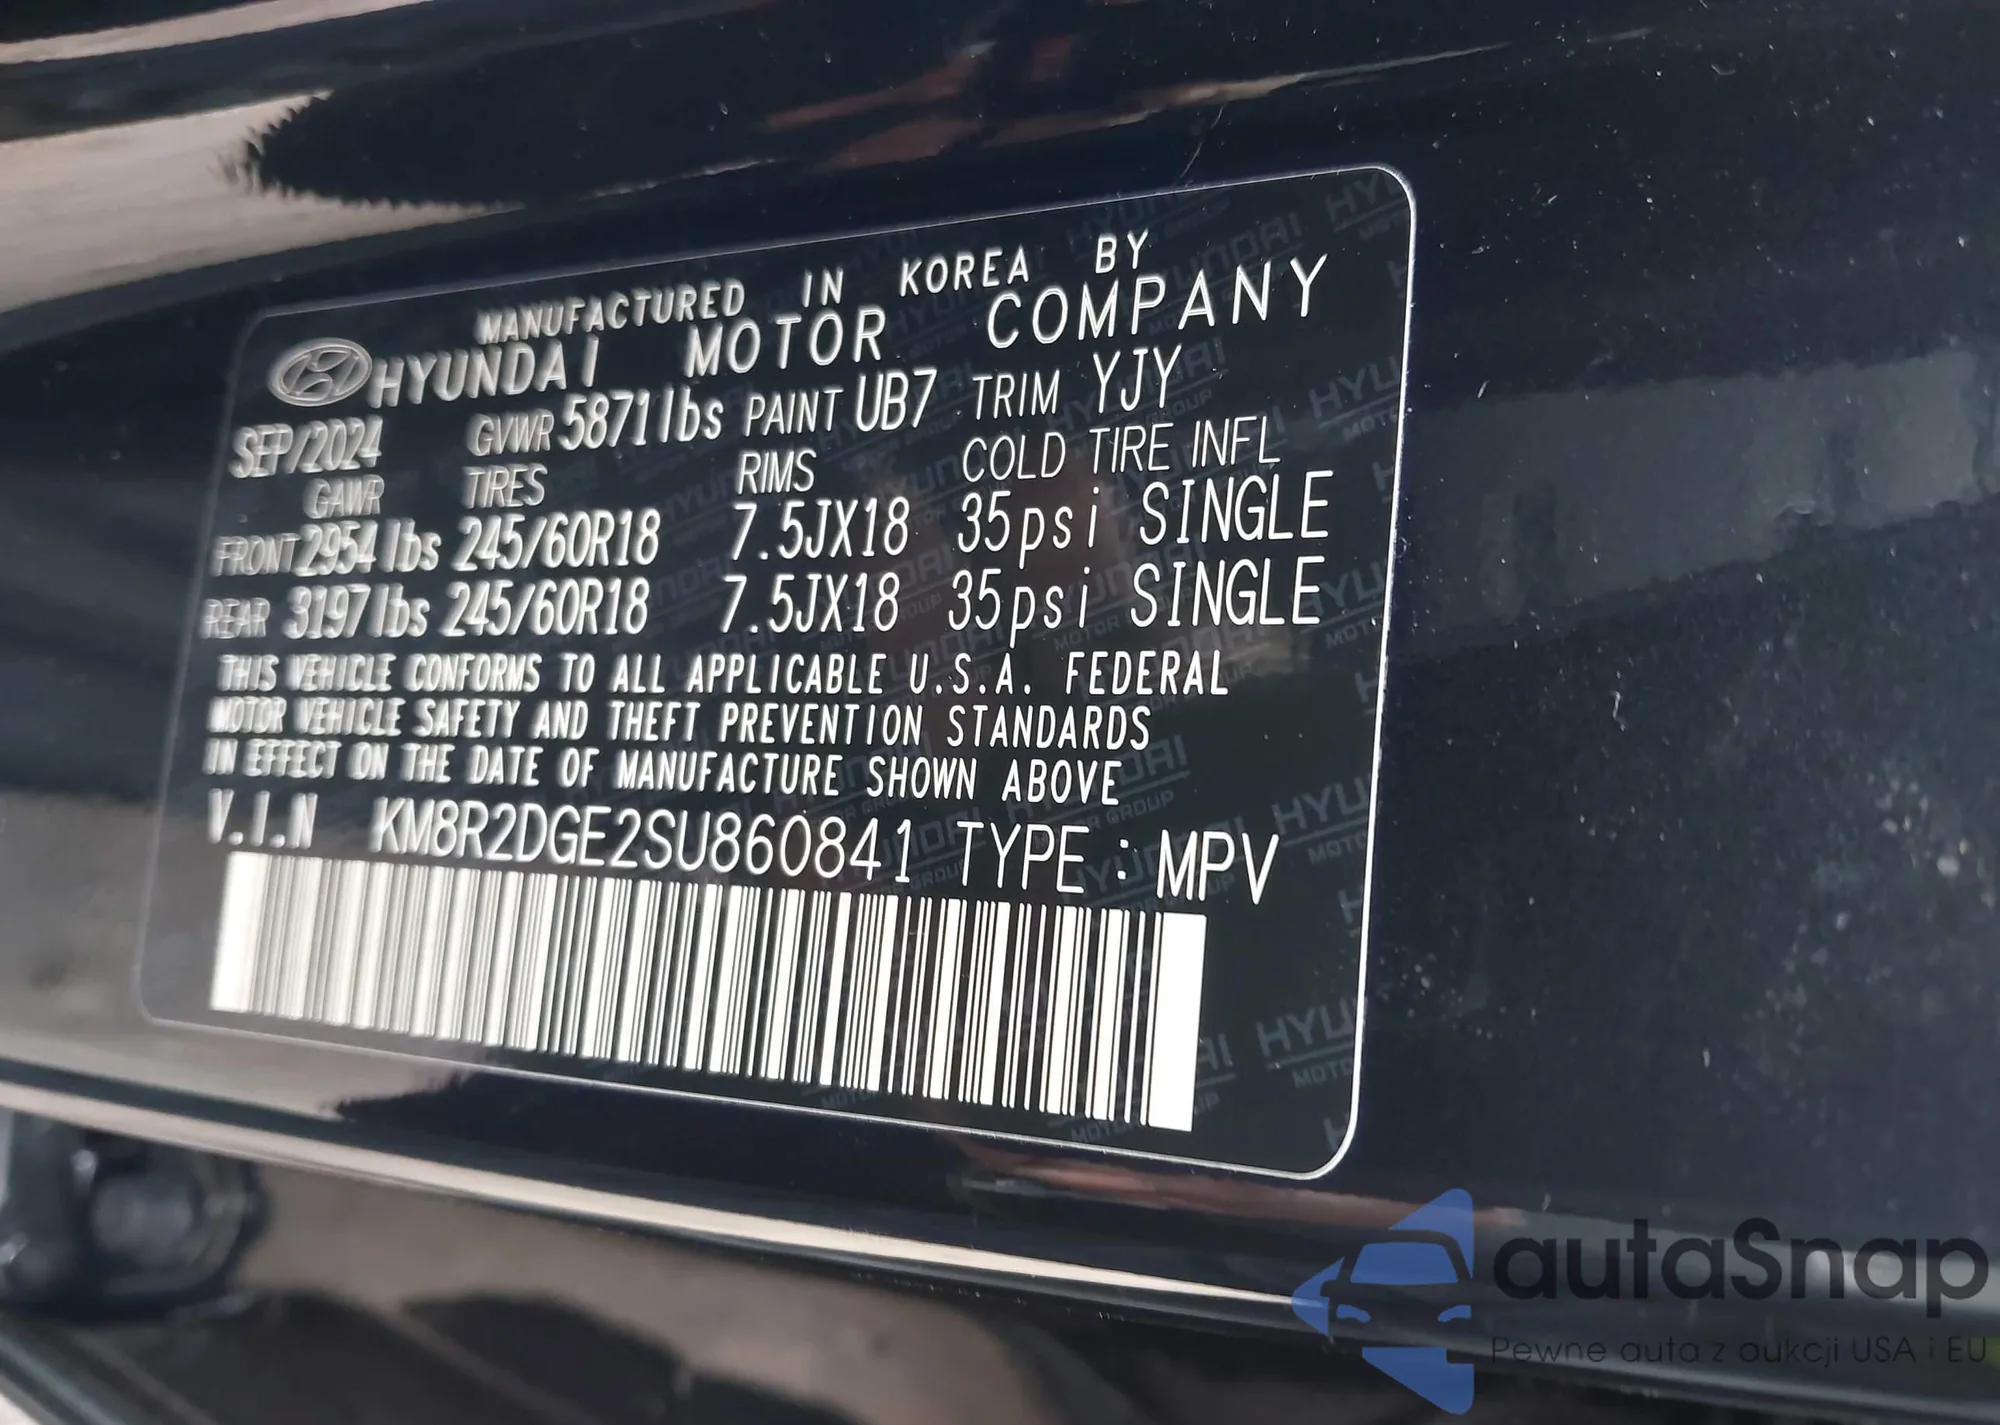 MANUFACTURED IN KOREA BY
HYUNDAI MOTOR COMPANY
SEP/2024 GVWR 5871lbs PAINT UB7 TRIM YJY
GAWR TIRES RIMS COLD TIRE INFL
FRONT 2954lbs 245/60R18 7.5JX18 35psi SINGLE
REAR 3197lbs 245/60R18 7.5JX18 35psi SINGLE
THIS VEHICLE CONFORMS TO ALL APPLICABLE U.S.A. FEDERAL
MOTOR VEHICLE SAFETY AND THEFT PREVENTION STANDARDS
IN EFFECT ON THE DATE OF MANUFACTURE SHOWN ABOVE
V.I.N KM8R2DGE2SU860841 TYPE : MPV
autaSnap
Pewne auta z aukcji USA i EU